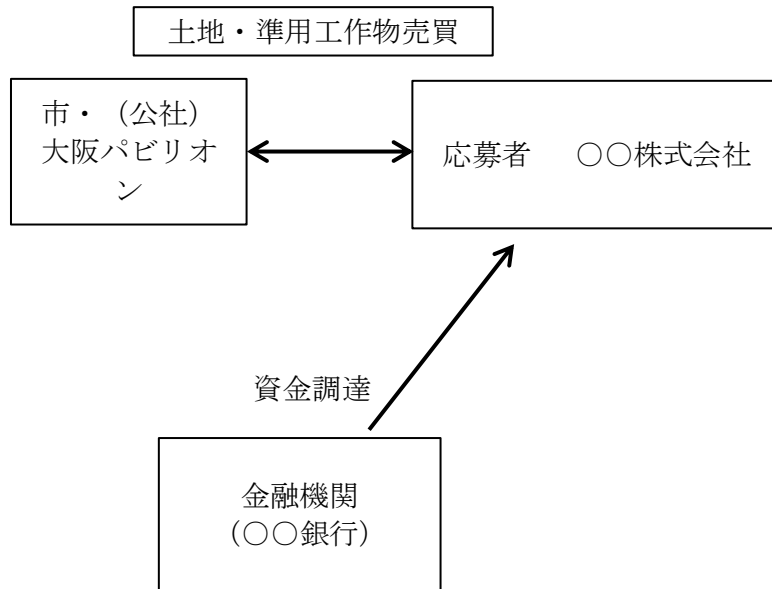 土地・準用工作物売買
市・（公社）
大阪パビリオ
ン
応募者　　○○株式会社
資金調達
金融機関
（○○銀行）